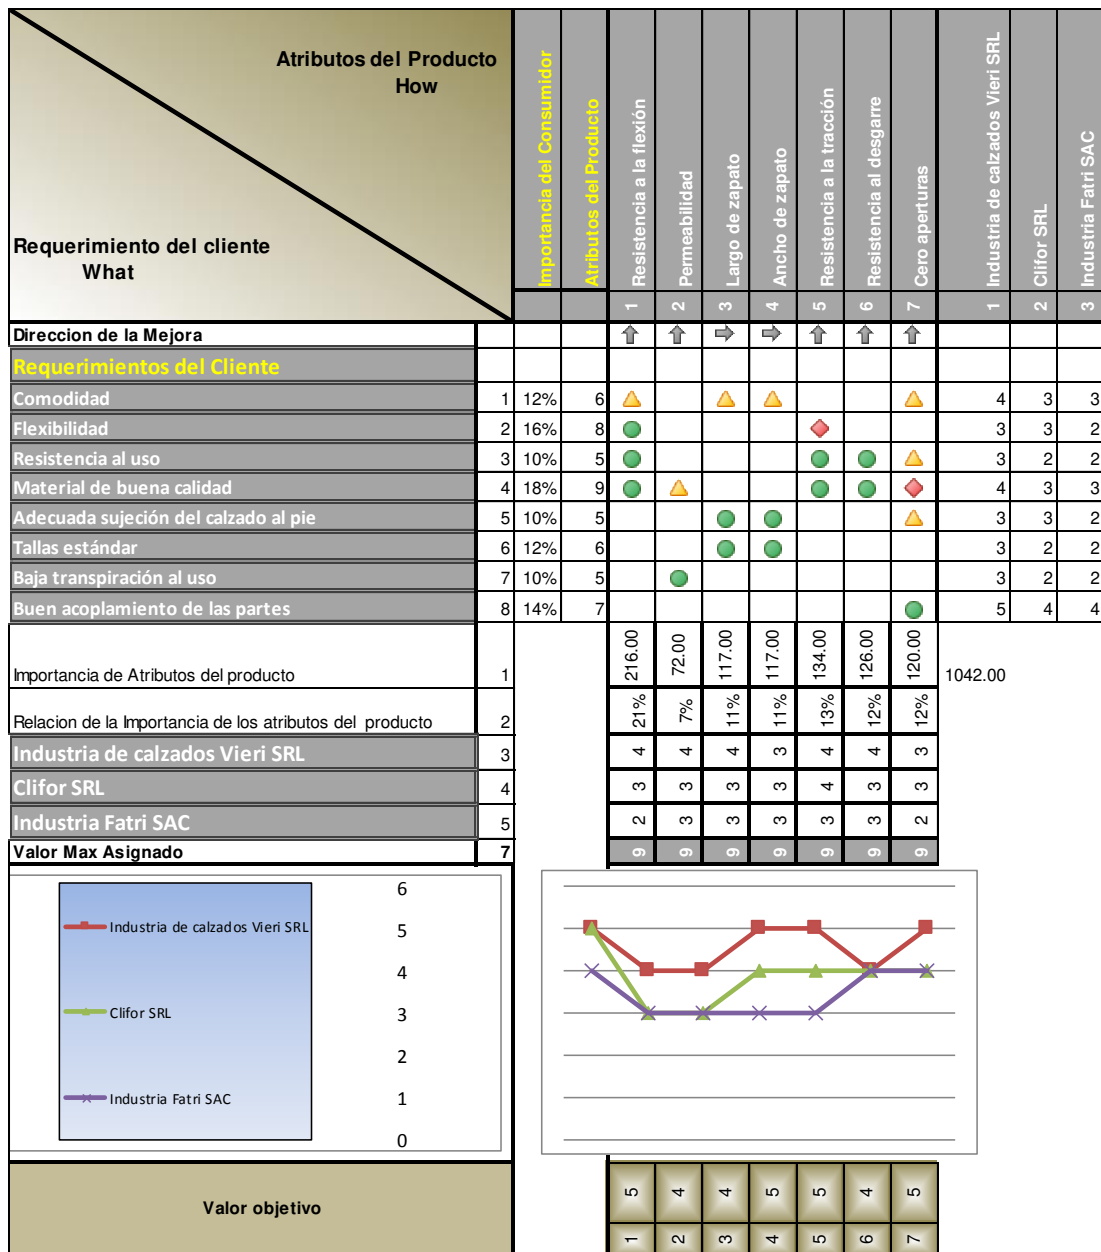 Atributos del Producto
How
Requerimiento del cliente
What
Importancia del Consumidor
Atributos del Producto
Resistencia a la flexión
Permeabilidad
Largo de zapato
Ancho de zapato
Resistencia a la tracción
Resistencia al desgarre
Cero aperturas
Industria de calzados Vieri SRL
Clifor SRL
Industria Fatri SAC
1 2 3 4 5 6 7 1 2 3
Direccion de la Mejora
Requerimientos del Cliente
Comodidad 1 12% 6 4 3 3
Flexibilidad 2 16% 8 3 3 2
Resistencia al uso 3 10% 5 3 2 2
Material de buena calidad 4 18% 9 4 3 3
Adecuada sujeción del calzado al pie 5 10% 5 3 3 2
Tallas estándar 6 12% 6 3 2 2
Baja transpiración al uso 7 10% 5 3 2 2
Buen acoplamiento de las partes 8 14% 7 5 4 4
Importancia de Atributos del producto 1 216.00 72.00 117.00 117.00 134.00 126.00 120.00 1042.00
Relacion de la Importancia de los atributos del producto 2 21% 7% 11% 11% 13% 12% 12%
Industria de calzados Vieri SRL 3 4 4 4 3 4 4 3
Clifor SRL 4 3 3 3 3 4 3 3
Industria Fatri SAC 5 2 3 3 3 3 3 2
Valor Max Asignado 7 9 9 9 9 9 9 9
6
Industria de calzados Vieri SRL 5
4
Clifor SRL 3
2
Industria Fatri SAC 1
0
Valor objetivo 5 4 4 5 5 4 5
1 2 3 4 5 6 7